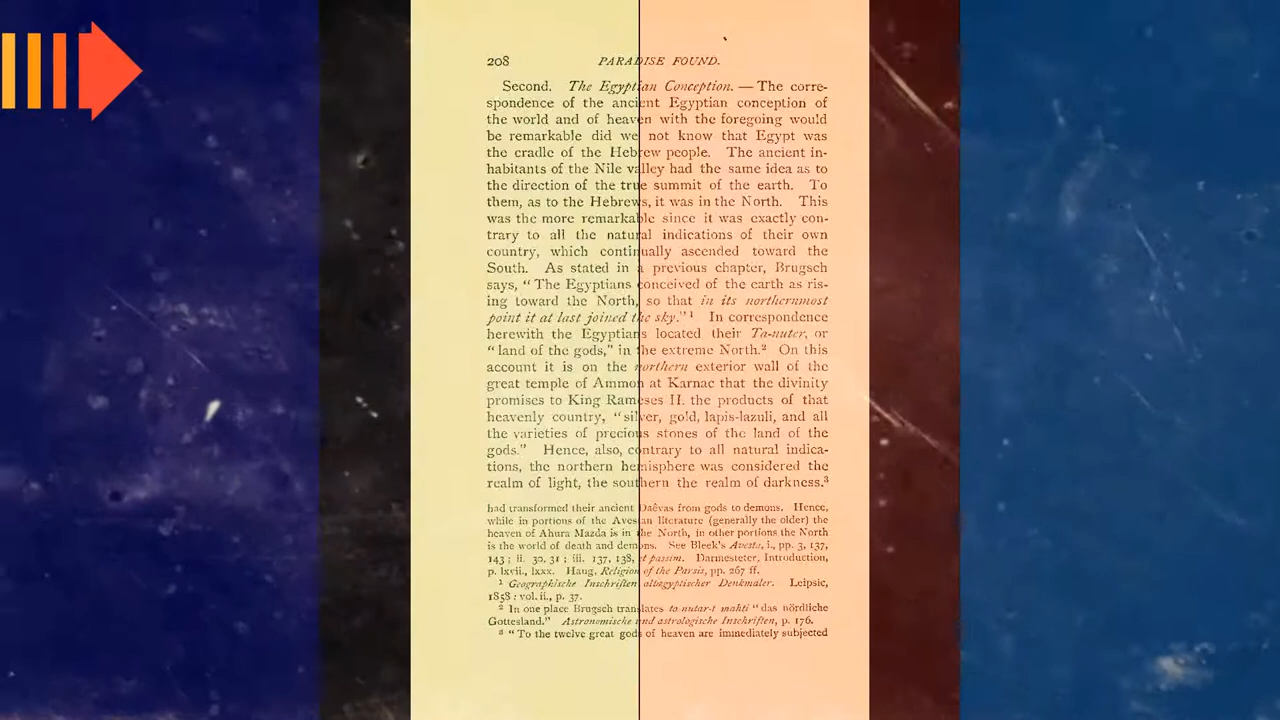 208 PARADISE FOUND.
Second. The Egyptian Conception. — The corre-
spondence of the ancient Egyptian conception of
the world and of heaven with the foregoing would
be remarkable did we not know that Egypt was
the cradle of the Hebrew people. The ancient in-
habitants of the Nile valley had the same idea as to
the direction of the true summit of the earth. To
them, as to the Hebrews, it was in the North. This
was the more remarkable since it was exactly con-
trary to all the natural indications of their own
country, which continually ascended toward the
South. As stated in a previous chapter, Brugsch
says, “The Egyptians conceived of the earth as ris-
ing toward the North, so that in its northernmost
point it at last joined the sky.”¹ In correspondence
herewith the Egyptians located their Ta-nuter, or
“land of the gods,” in the extreme North.² On this
account it is on the northern exterior wall of the
great temple of Ammon at Karnac that the divinity
promises to King Rameses II. the products of that
heavenly country, “silver, gold, lapis-lazuli, and all
the varieties of precious stones of the land of the
gods.” Hence, also, contrary to all natural indica-
tions, the northern hemisphere was considered the
realm of light, the southern the realm of darkness.³
had transformed their ancient Daêvas from gods to demons. Hence,
while in portions of the Avestan literature (generally the older) the
heaven of Ahura Mazda is in the North, in other portions the North
is the world of death and demons. See Bleek's Avesta, i., pp. 3, 137,
143; ii. 30, 31; iii. 137, 138, et passim. Darmesteter, Introduction,
p. lxvii., lxxx. Haug, Religion of the Parsis, pp. 267 ff.
¹ Geographische Inschriften altägyptischer Denkmäler. Leipsic,
1858: vol. ii., p. 37.
² In one place Brugsch translates ta nutar-t mahti “das nördliche
Gottesland.” Astronomische und astrologische Inschriften, p. 176.
³ “To the twelve great gods of heaven are immediately subjected